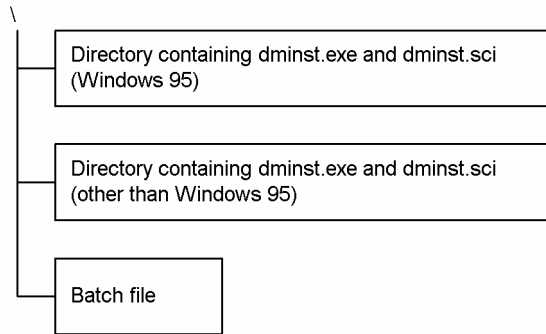 \
Directory containing dminst.exe and dminst.sci
(Windows 95)
Directory containing dminst.exe and dminst.sci
(other than Windows 95)
Batch file